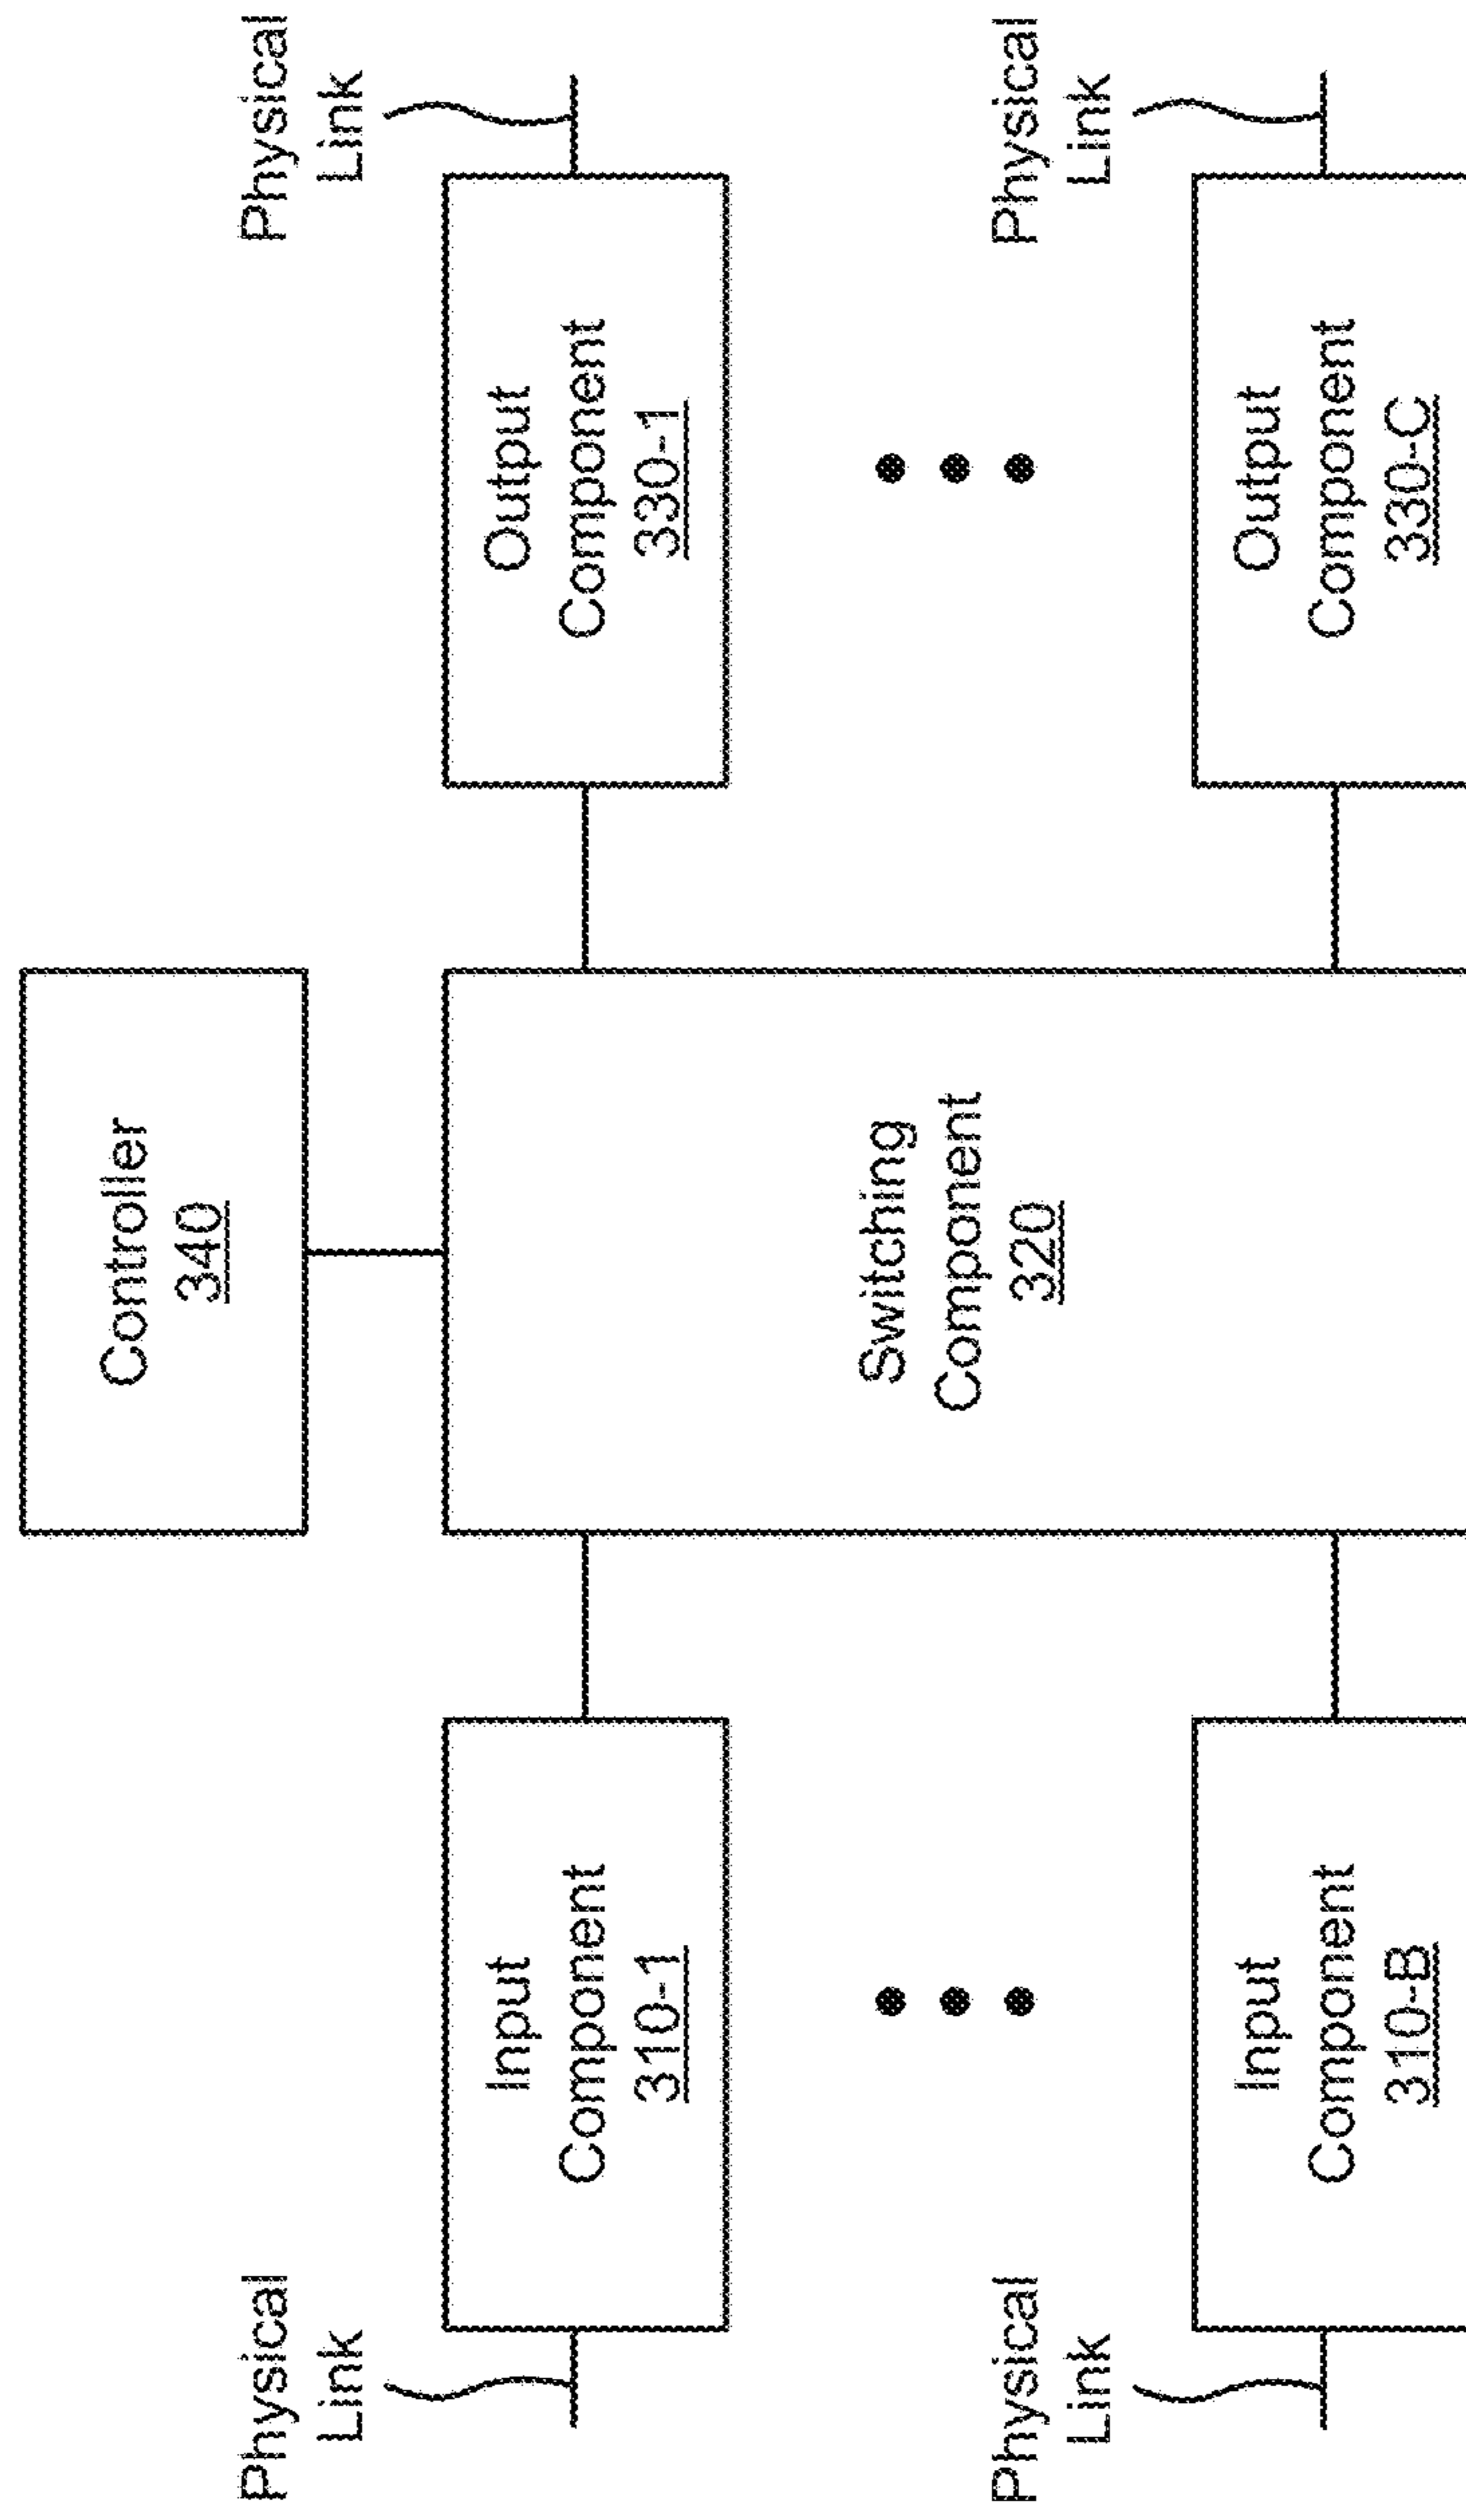 Controller
340
Physical
Link
Physical
Link
Input
Component
310-1
Switching
Component
320
Output
Component
330-1
Physical
Link
Physical
Link
Input
Component
310-B
Output
Component
330-C